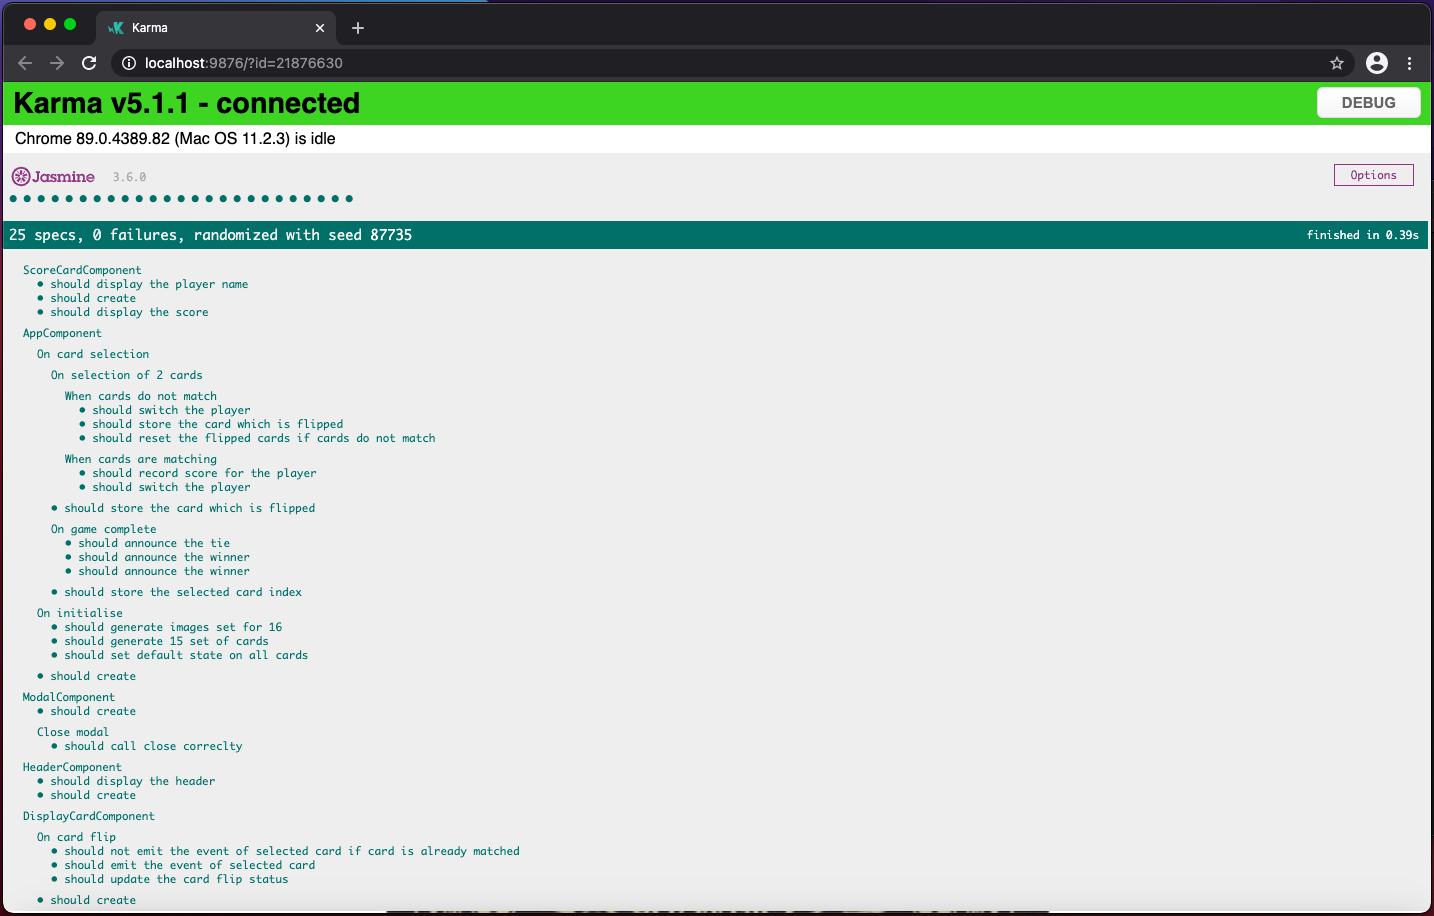 Karma
localhost:9876/?id=21876630
Karma v5.1.1 - connected
DEBUG
Chrome 89.0.4389.82 (Mac OS 11.2.3) is idle
Jasmine 3.6.0
Options
25 specs, 0 failures, randomized with seed 87735
finished in 0.39s
ScoreCardComponent
• should display the player name
• should create
• should display the score
AppComponent
On card selection
On selection of 2 cards
When cards do not match
• should switch the player
• should store the card which is flipped
• should reset the flipped cards if cards do not match
When cards are matching
• should record score for the player
• should switch the player
• should store the card which is flipped
On game complete
• should announce the tie
• should announce the winner
• should announce the winner
• should store the selected card index
On initialise
• should generate images set for 16
• should generate 15 set of cards
• should set default state on all cards
• should create
ModalComponent
• should create
Close modal
• should call close correclty
HeaderComponent
• should display the header
• should create
DisplayCardComponent
On card flip
• should not emit the event of selected card if card is already matched
• should emit the event of selected card
• should update the card flip status
• should create